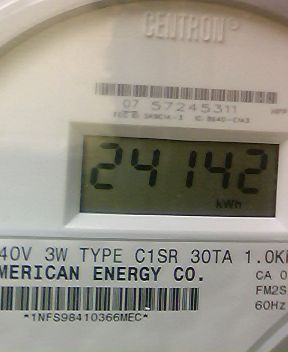 CENTRON®
07 57245311
24142
kWh
40V 3W TYPE C1SR 30TA 1.0K
MERICAN ENERGY CO.
CA 0
FM2S
60Hz
*1NFS98410366MEC*